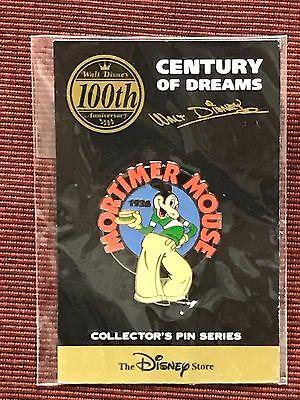 Walt Disney
100th
Anniversary
CENTURY
OF DREAMS
Walt Disney
MORTIMER MOUSE
1936
COLLECTOR'S PIN SERIES
The Disney Store